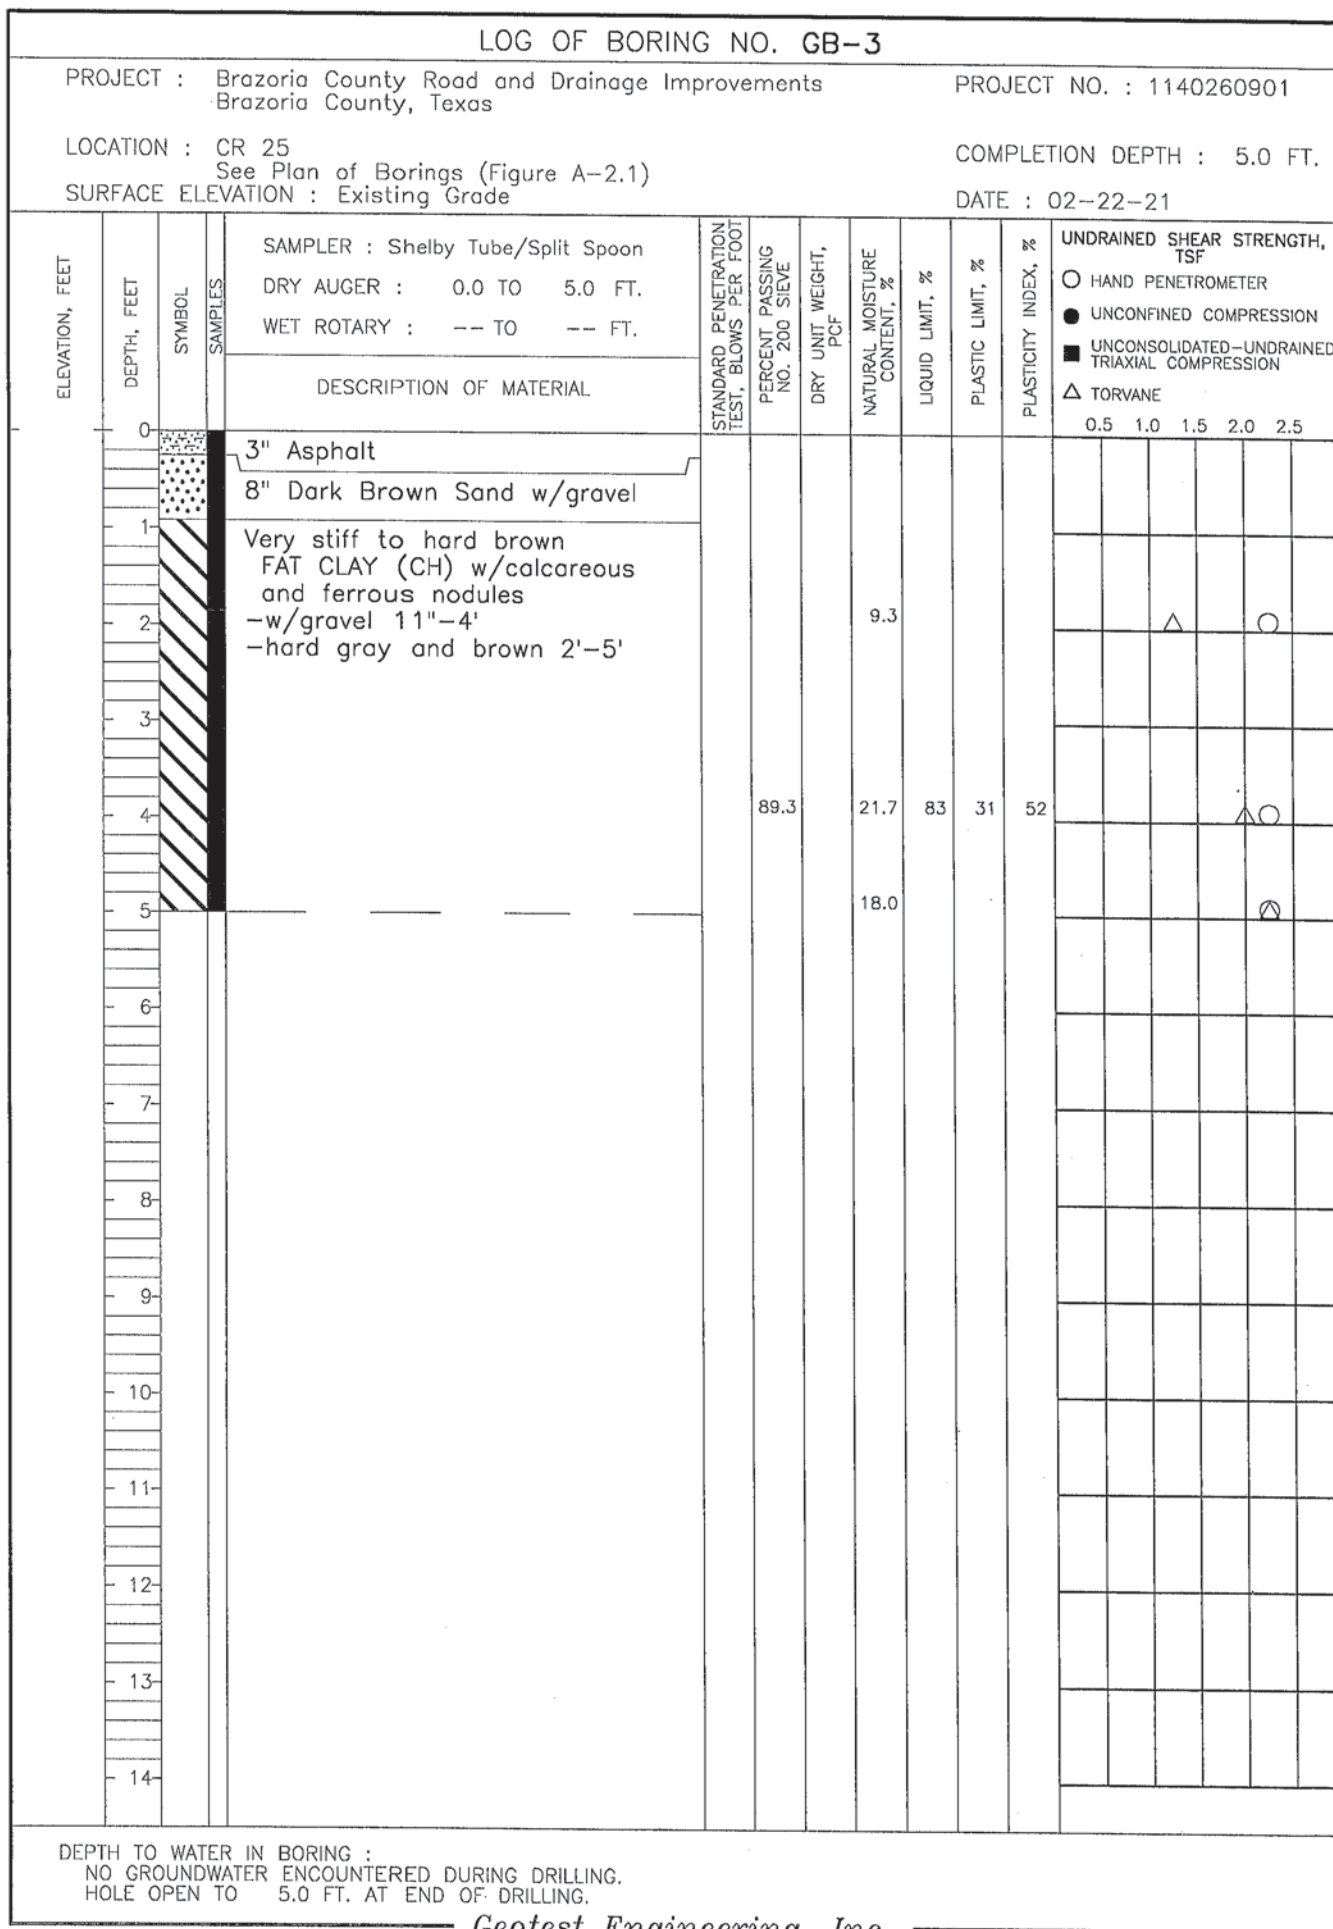 LOG OF BORING NO. GB-3
PROJECT : Brazoria County Road and Drainage Improvements
Brazoria County, Texas
PROJECT NO. : 1140260901
LOCATION : CR 25
See Plan of Borings (Figure A-2.1)
COMPLETION DEPTH : 5.0 FT.
SURFACE ELEVATION : Existing Grade
DATE : 02-22-21
ELEVATION, FEET
DEPTH, FEET
SYMBOL
SAMPLES
SAMPLER : Shelby Tube/Split Spoon
DRY AUGER : 0.0 TO 5.0 FT.
WET ROTARY : -- TO -- FT.
DESCRIPTION OF MATERIAL
STANDARD PENETRATION
TEST, BLOWS PER FOOT
PERCENT PASSING
NO. 200 SIEVE
DRY UNIT WEIGHT,
PCF
NATURAL MOISTURE
CONTENT, %
LIQUID LIMIT, %
PLASTIC LIMIT, %
PLASTICITY INDEX, %
UNDRAINED SHEAR STRENGTH,
TSF
HAND PENETROMETER
UNCONFINED COMPRESSION
UNCONSOLIDATED-UNDRAINED
TRIAXIAL COMPRESSION
TORVANE
0.5 1.0 1.5 2.0 2.5
0
3" Asphalt
8" Dark Brown Sand w/gravel
1
Very stiff to hard brown
FAT CLAY (CH) w/calcareous
and ferrous nodules
-w/gravel 11"-4'
2 9.3
-hard gray and brown 2'-5'
3
4 89.3 21.7 83 31 52
5 18.0
6
7
8
9
10
11
12
13
14
DEPTH TO WATER IN BORING :
NO GROUNDWATER ENCOUNTERED DURING DRILLING.
HOLE OPEN TO 5.0 FT. AT END OF DRILLING.
Geotest Engineering, Inc.